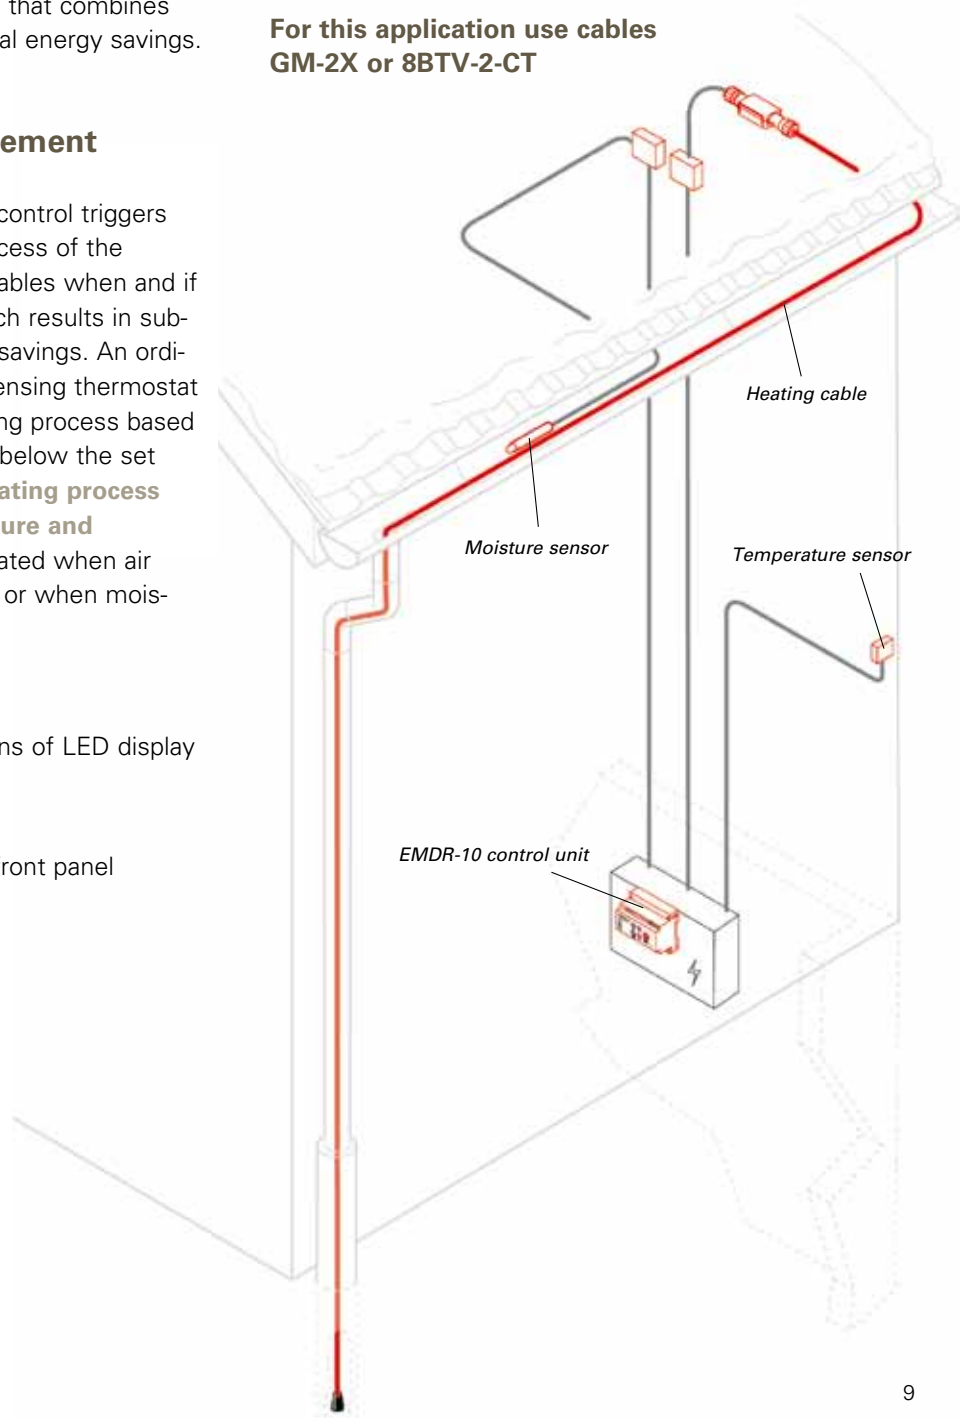 that combines
al energy savings.
ement
control triggers
cess of the
ables when and if
ch results in sub-
savings. An ordi-
ensing thermostat
ng process based
below the set
ating process
ure and
ated when air
or when mois-
ns of LED display
ront panel
For this application use cables
GM-2X or 8BTV-2-CT
Heating cable
Moisture sensor
Temperature sensor
EMDR-10 control unit
9